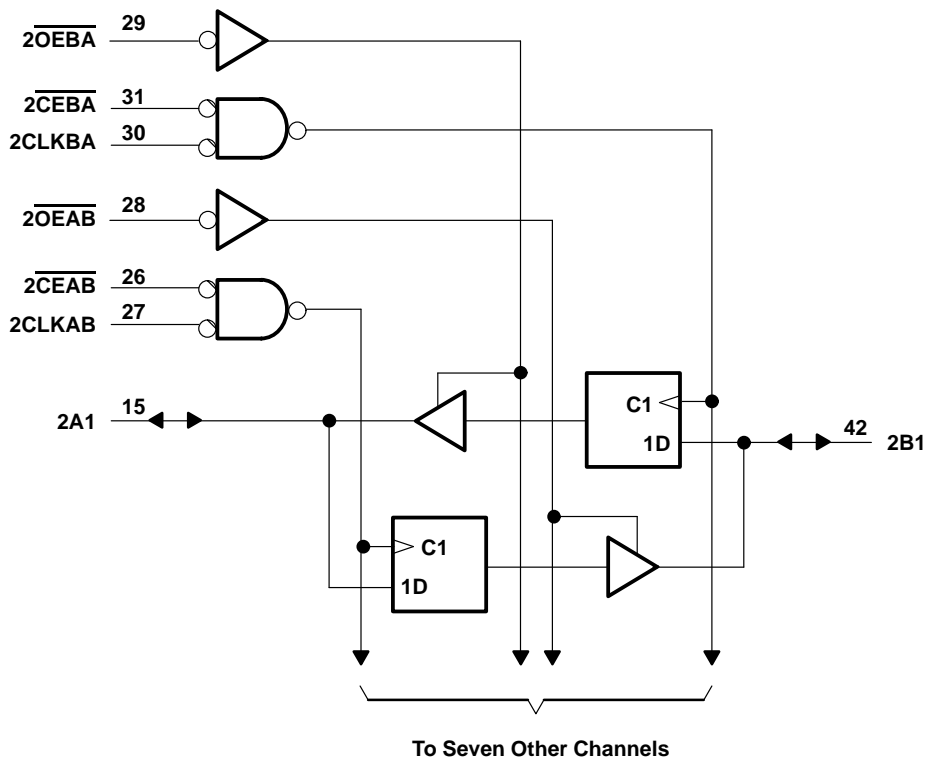 2OEBA 29
2CEBA 31
2CLKBA 30
2OEAB 28
2CEAB 26
2CLKAB 27
C1
2A1 15
1D
42 2B1
C1
1D
To Seven Other Channels